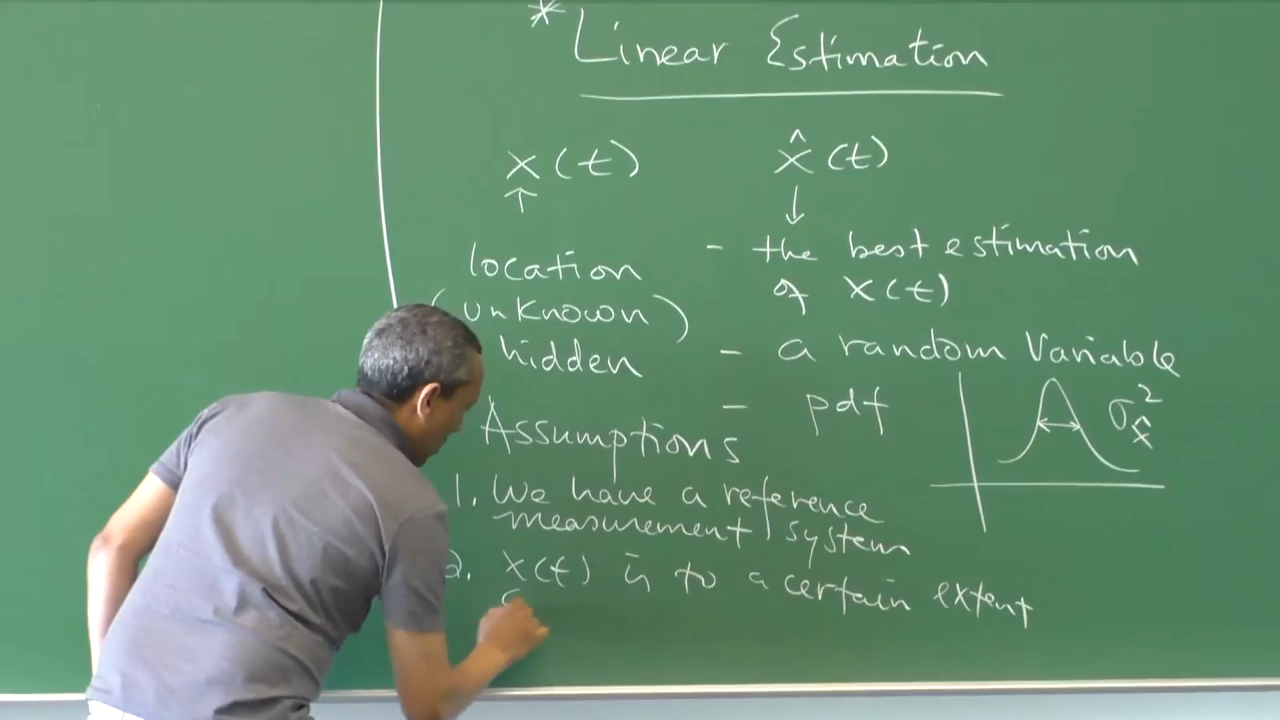 * Linear Estimation
x(t)
↑
location
(unknown)
hidden
x̂(t)
↓
- the best estimation
of x(t)
- a random variable
- pdf
σ²x̂
Assumptions
1. We have a reference
measurement system
2. x(t) is to a certain extent